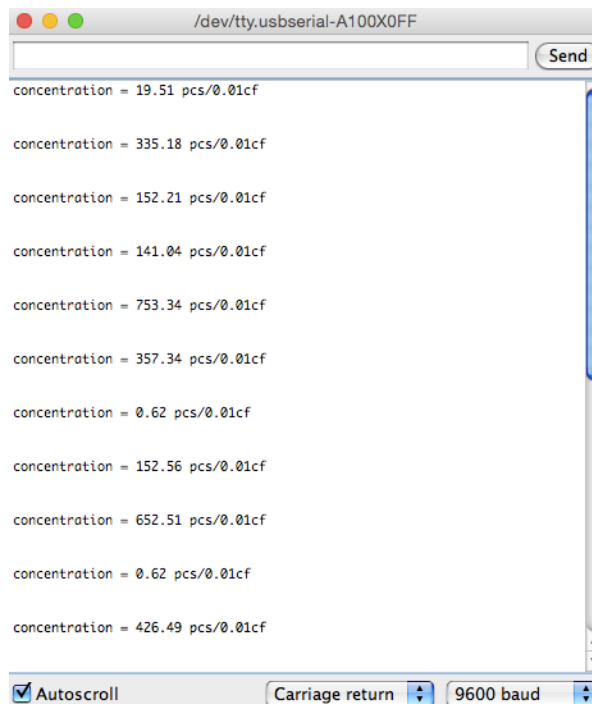 /dev/tty.usbserial-A100X0FF
Send
concentration = 19.51 pcs/0.01cf
concentration = 335.18 pcs/0.01cf
concentration = 152.21 pcs/0.01cf
concentration = 141.04 pcs/0.01cf
concentration = 753.34 pcs/0.01cf
concentration = 357.34 pcs/0.01cf
concentration = 0.62 pcs/0.01cf
concentration = 152.56 pcs/0.01cf
concentration = 652.51 pcs/0.01cf
concentration = 0.62 pcs/0.01cf
concentration = 426.49 pcs/0.01cf
Autoscroll Carriage return 9600 baud